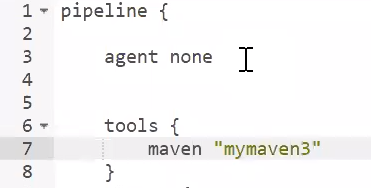 1 pipeline {
2
3 agent none
4
5
6 tools {
7 maven "mymaven3"
8 }